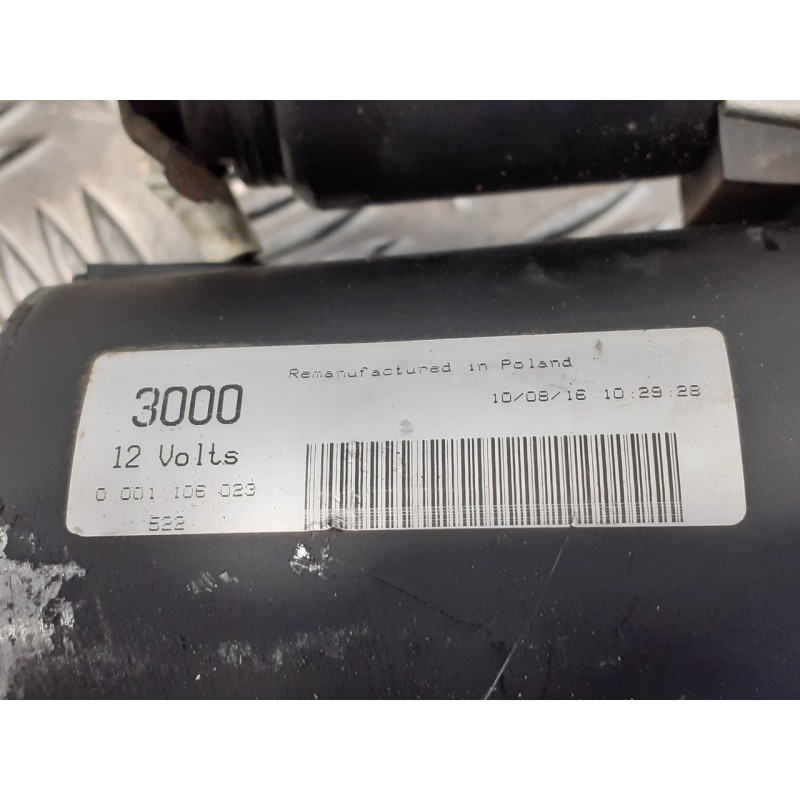 Remanufactured in Poland
3000
10/08/16 10:29:28
12 Volts
0 001 108 023
522